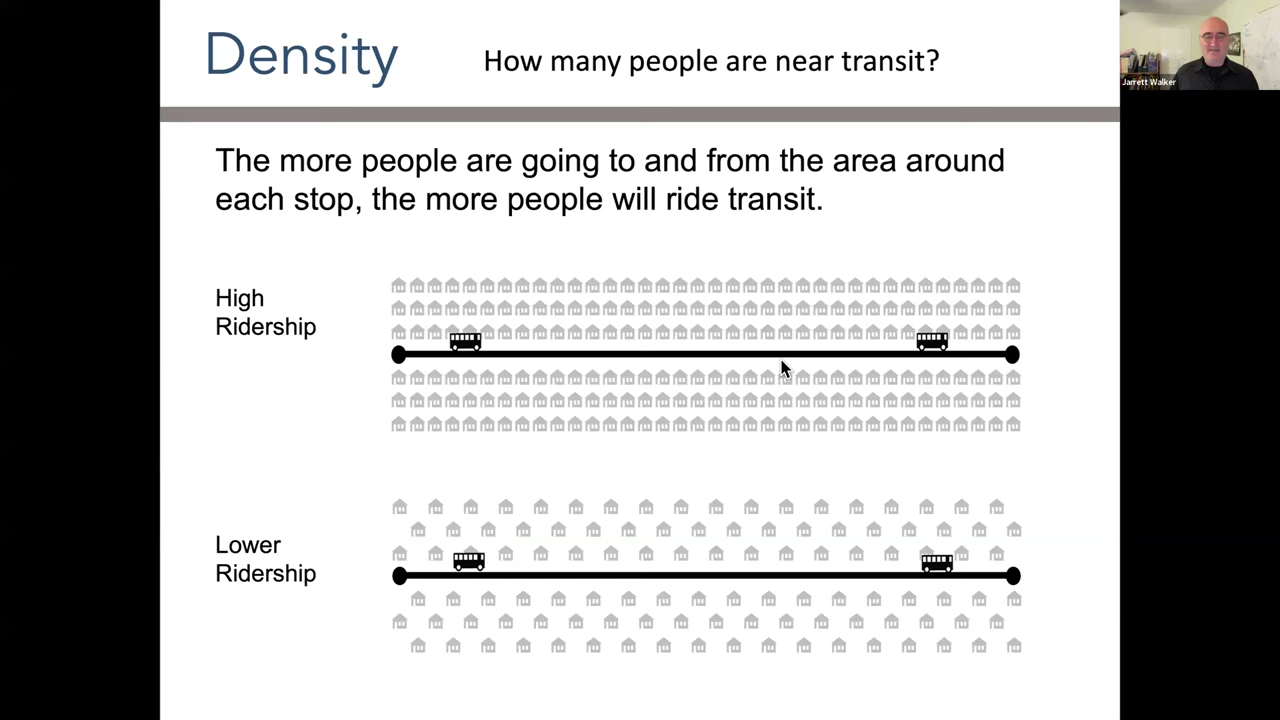 Density
How many people are near transit?
Jarrett Walker
The more people are going to and from the area around
each stop, the more people will ride transit.
High
Ridership
Lower
Ridership